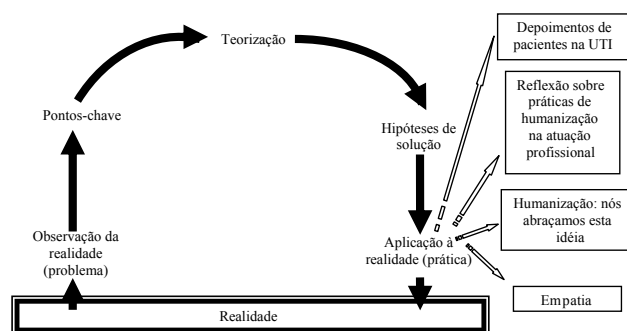 Teorização
Pontos-chave
Hipóteses de
solução
Observação da
realidade
(problema)
Aplicação à
realidade (prática)
Realidade
Depoimentos de
pacientes na UTI
Reflexão sobre
práticas de
humanização
na atuação
profissional
Humanização: nós
abraçamos esta
idéia
Empatia